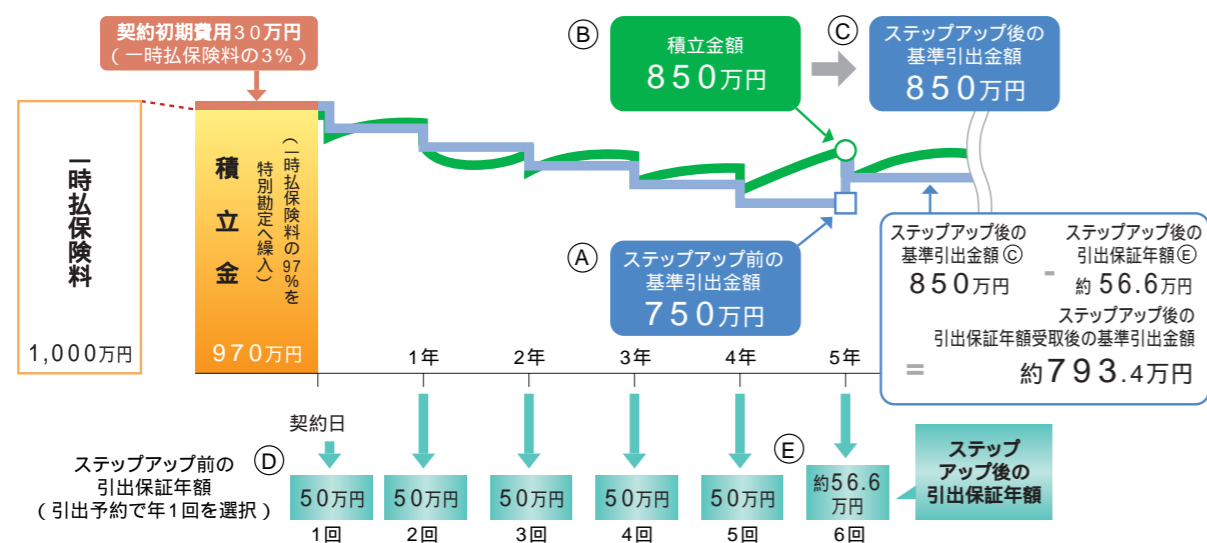 契約初期費用30万円
(一時払保険料の3%)
一時払保険料
1,000万円
積立金
(一時払保険料の97%を
特別勘定へ繰入)
970万円
Ⓑ
積立金額
850万円
Ⓒ
ステップアップ後の
基準引出金額
850万円
Ⓐ
ステップアップ前の
基準引出金額
750万円
ステップアップ後の
基準引出金額Ⓒ
850万円
-
ステップアップ後の
引出保証年額Ⓔ
約56.6万円
ステップアップ後の
引出保証年額受取後の基準引出金額
=
約793.4万円
1年
2年
3年
4年
5年
契約日
ステップアップ前の
引出保証年額
(引出予約で年1回を選択)
Ⓓ
50万円
50万円
50万円
50万円
50万円
Ⓔ
約56.6
万円
ステップ
アップ後の
引出保証年額
1回
2回
3回
4回
5回
6回